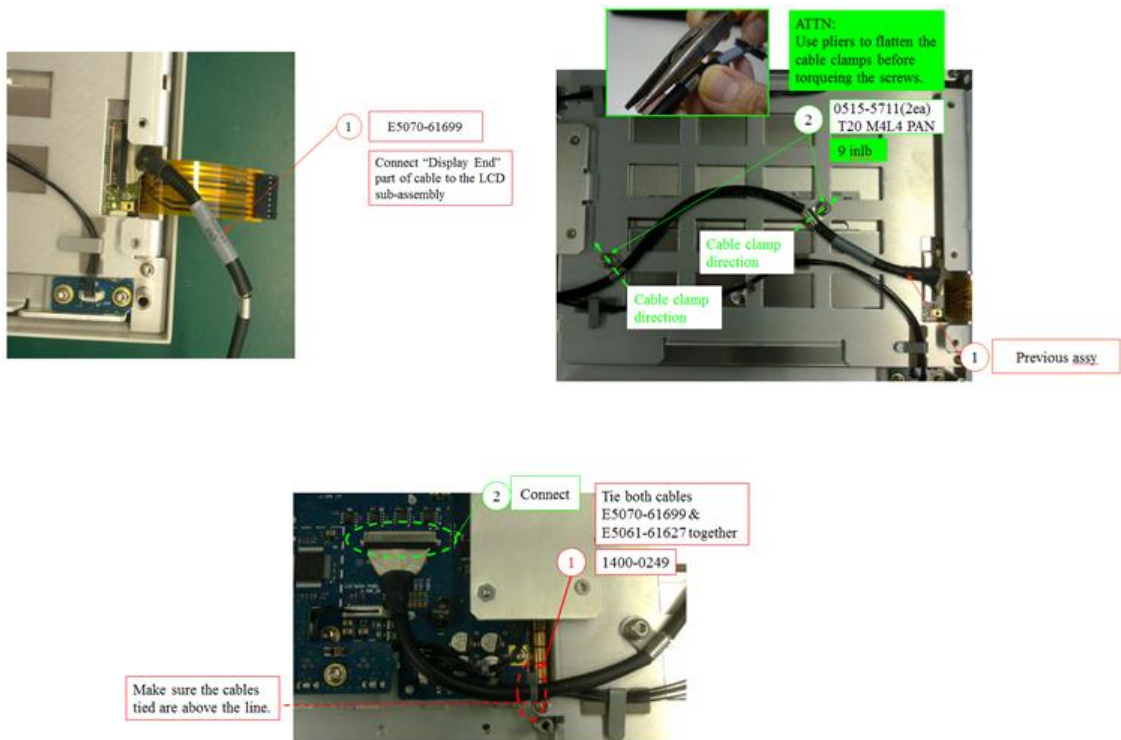 1
E5070-61699
Connect “Display End”
part of cable to the LCD
sub-assembly
ATTN:
Use pliers to flatten the
cable clamps before
torqueing the screws.
2
0515-5711(2ea)
T20 M4L4 PAN
9 inlb
Cable clamp
direction
Cable clamp
direction
1
Previous assy
2
Connect
Tie both cables
E5070-61699 &
E5061-61627 together
1
1400-0249
Make sure the cables
tied are above the line.